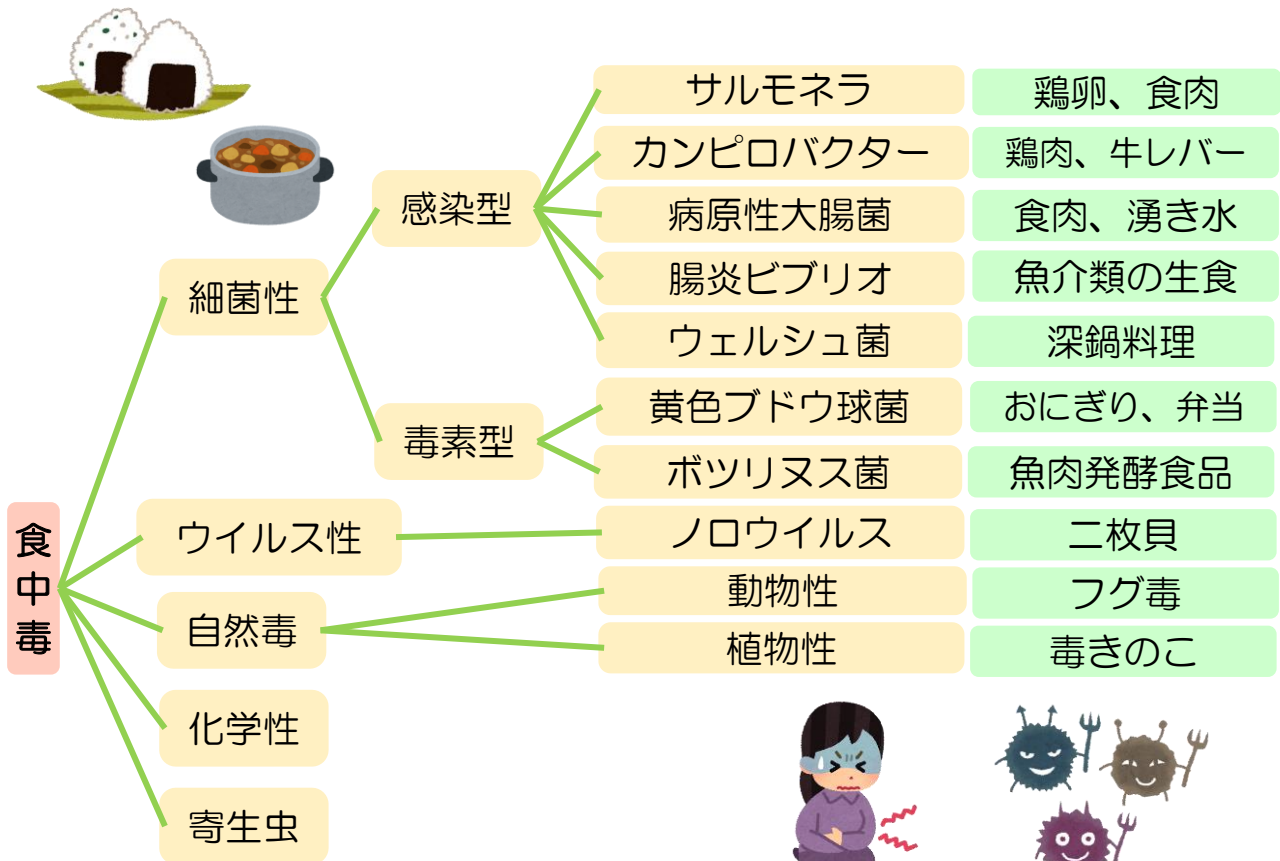 サルモネラ 鶏卵、食肉
カンピロバクター 鶏肉、牛レバー
感染型
病原性大腸菌 食肉、湧き水
細菌性
腸炎ビブリオ 魚介類の生食
ウェルシュ菌 深鍋料理
毒素型
黄色ブドウ球菌 おにぎり、弁当
ボツリヌス菌 魚肉発酵食品
食中毒
ウイルス性 ノロウイルス 二枚貝
自然毒
動物性 フグ毒
植物性 毒きのこ
化学性
寄生虫